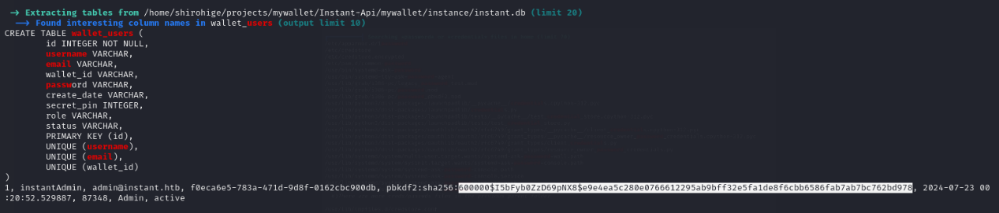 -> Extracting tables from /home/shirohige/projects/mywallet/Instant-Api/mywallet/instance/instant.db (limit 20)
--> Found interesting column names in wallet_users (output limit 10)
CREATE TABLE wallet_users (
id INTEGER NOT NULL,
username VARCHAR,
email VARCHAR,
wallet_id VARCHAR,
password VARCHAR,
create_date VARCHAR,
secret_pin INTEGER,
role VARCHAR,
status VARCHAR,
PRIMARY KEY (id),
UNIQUE (username),
UNIQUE (email),
UNIQUE (wallet_id)
)
1, instantAdmin, admin@instant.htb, f0eca6e5-783a-471d-9d8f-0162cbc900db, pbkdf2:sha256:600000$I5bFyb0ZzD69pNX8$e9e4ea5c280e0766612295ab9bff32e5fa1de8f6cbb6586fab7ab7bc762bd978, 2024-07-23 00
:20:52.529887, 87348, Admin, active